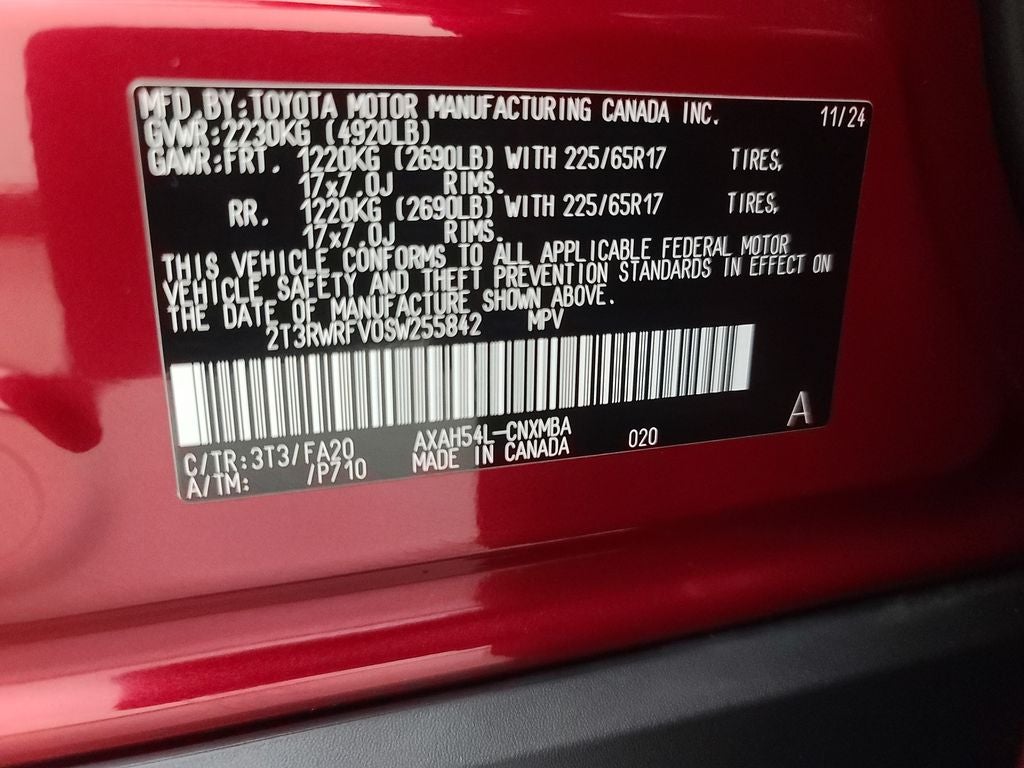 MFD.BY:TOYOTA MOTOR MANUFACTURING CANADA INC. 11/24
GVWR:2230KG (4920LB)
GAWR:FRT. 1220KG (2690LB) WITH 225/65R17 TIRES,
17x7.0J RIMS.
RR. 1220KG (2690LB) WITH 225/65R17 TIRES,
17x7.0J RIMS.
THIS VEHICLE CONFORMS TO ALL APPLICABLE FEDERAL MOTOR
VEHICLE SAFETY AND THEFT PREVENTION STANDARDS IN EFFECT ON
THE DATE OF MANUFACTURE SHOWN ABOVE.
2T3RWRFV0SW255842 MPV
C/TR:3T3/FA20 AXAH54L-CNXMBA 020 A
A/TM: /P710 MADE IN CANADA